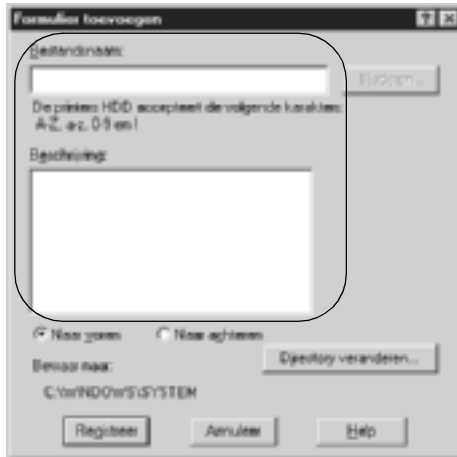 Formulier toevoegen
Bestandsnaam:
Bladeren...
De printers HDD accepteert de volgende karakters:
A-Z, a-z, 0-9 en !
Beschrijving:
Naar voren
Naar achteren
Bewaar naar:
Directory veranderen...
C:\WINDOWS\SYSTEM
Registreer
Annuleer
Help